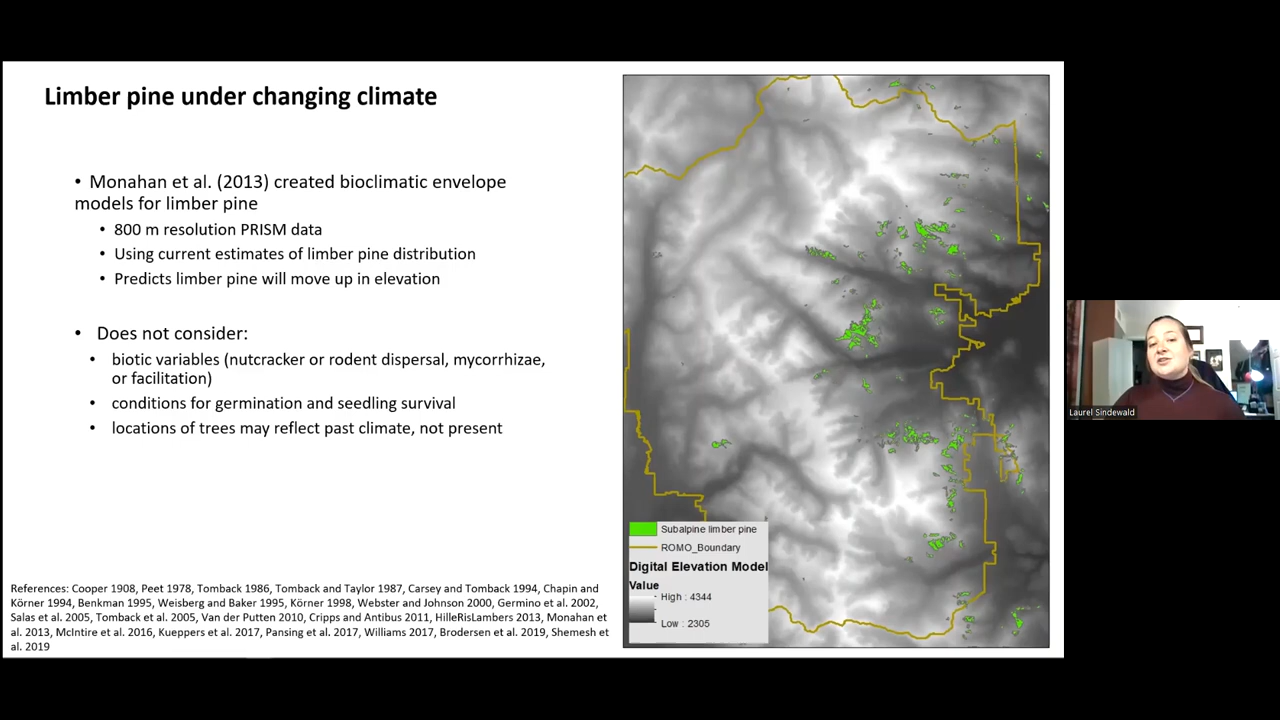 Limber pine under changing climate
• Monahan et al. (2013) created bioclimatic envelope
models for limber pine
• 800 m resolution PRISM data
• Using current estimates of limber pine distribution
• Predicts limber pine will move up in elevation
• Does not consider:
• biotic variables (nutcracker or rodent dispersal, mycorrhizae,
or facilitation)
• conditions for germination and seedling survival
• locations of trees may reflect past climate, not present
References: Cooper 1908, Peet 1978, Tomback 1986, Tomback and Taylor 1987, Carsey and Tomback 1994, Chapin and
Körner 1994, Benkman 1995, Weisberg and Baker 1995, Körner 1998, Webster and Johnson 2000, Germino et al. 2002,
Salas et al. 2005, Tomback et al. 2005, Van der Putten 2010, Cripps and Antibus 2011, HilleRisLambers 2013, Monahan et
al. 2013, McIntire et al. 2016, Kueppers et al. 2017, Pansing et al. 2017, Williams 2017, Brodersen et al. 2019, Shemesh et
al. 2019
Subalpine limber pine
ROMO_Boundary
Digital Elevation Model
Value
High : 4344
Low : 2305
Laurel Sindewald